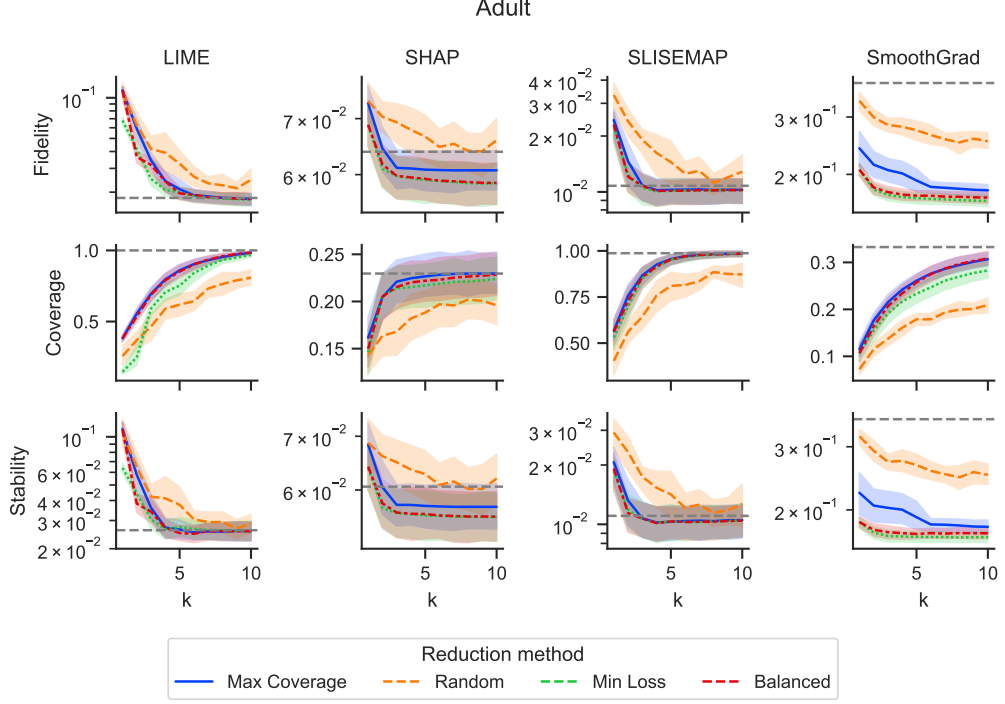 Adult
LIME SHAP SLISEMAP SmoothGrad
Fidelity
10⁻¹
7 × 10⁻²
6 × 10⁻²
4 × 10⁻²
3 × 10⁻²
2 × 10⁻²
10⁻²
3 × 10⁻¹
2 × 10⁻¹
Coverage
1.0
0.5
0.25
0.20
0.15
1.00
0.75
0.50
0.3
0.2
0.1
Stability
10⁻¹
6 × 10⁻²
4 × 10⁻²
3 × 10⁻²
2 × 10⁻²
7 × 10⁻²
6 × 10⁻²
3 × 10⁻²
2 × 10⁻²
10⁻²
3 × 10⁻¹
2 × 10⁻¹
5 10 5 10 5 10 5 10
k k k k
Reduction method
Max Coverage Random Min Loss Balanced